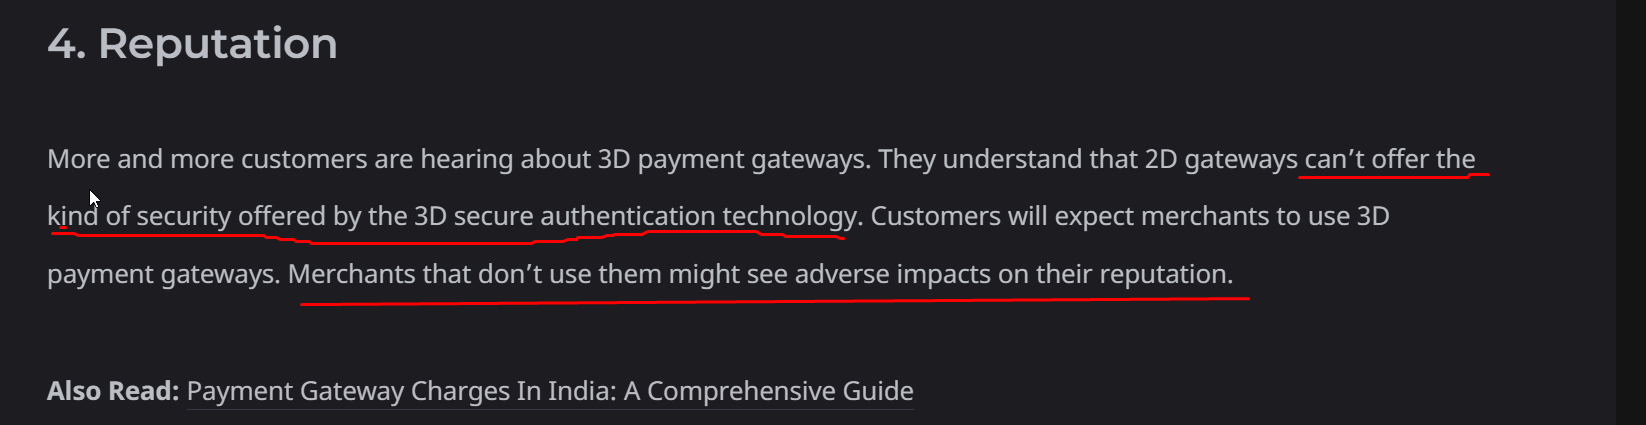 4. Reputation
More and more customers are hearing about 3D payment gateways. They understand that 2D gateways can’t offer the
kind of security offered by the 3D secure authentication technology. Customers will expect merchants to use 3D
payment gateways. Merchants that don’t use them might see adverse impacts on their reputation.
Also Read: Payment Gateway Charges In India: A Comprehensive Guide